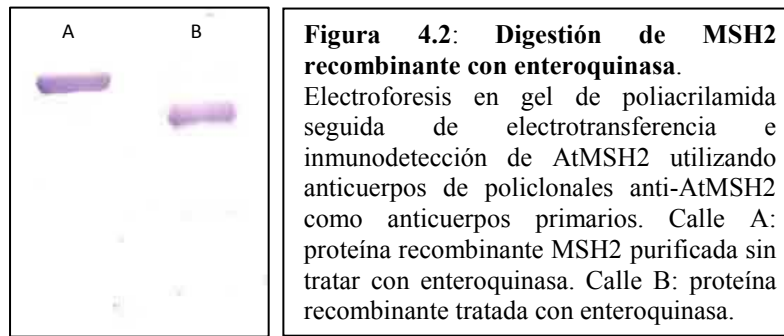 A B
Figura 4.2: Digestión de MSH2
recombinante con enteroquinasa.
Electroforesis en gel de poliacrilamida
seguida de electrotransferencia e
inmunodetección de AtMSH2 utilizando
anticuerpos de policlonales anti-AtMSH2
como anticuerpos primarios. Calle A:
proteína recombinante MSH2 purificada sin
tratar con enteroquinasa. Calle B: proteína
recombinante tratada con enteroquinasa.